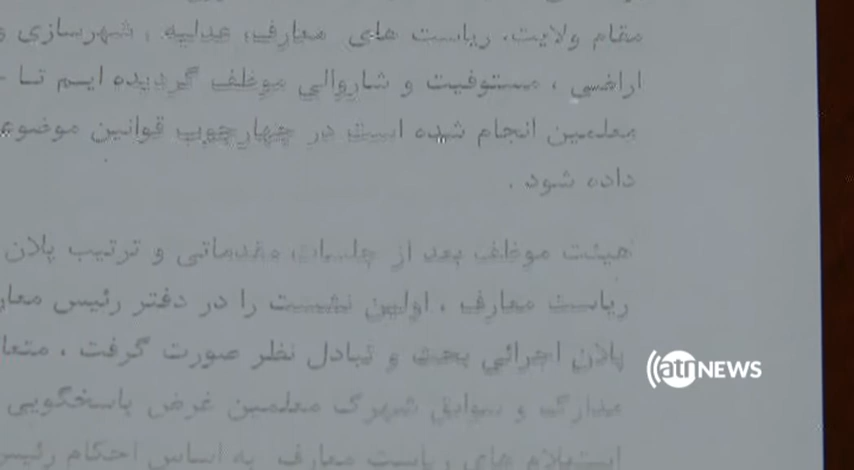 مقام ولایت، ریاست های معارف، عدلیه، شهرسازی و
اراضی، مستوفیت و شاروالی موظف گردیده ایم تا
معلمین انجام شده است در چهارچوب قوانین موضوع
داده شود.
هیئت موظف بعد از جلسات مقدماتی و ترتیب پلان
ریاست معارف، اولین نشست را در دفتر رئیس معار
پلان اجرائی بحث و تبادل نظر صورت گرفت، متعا
مدارک و سوابق شهرک معلمین غرض پاسخگویی
استعلام های ریاست معارف به اساس احکام رئیس
atn NEWS